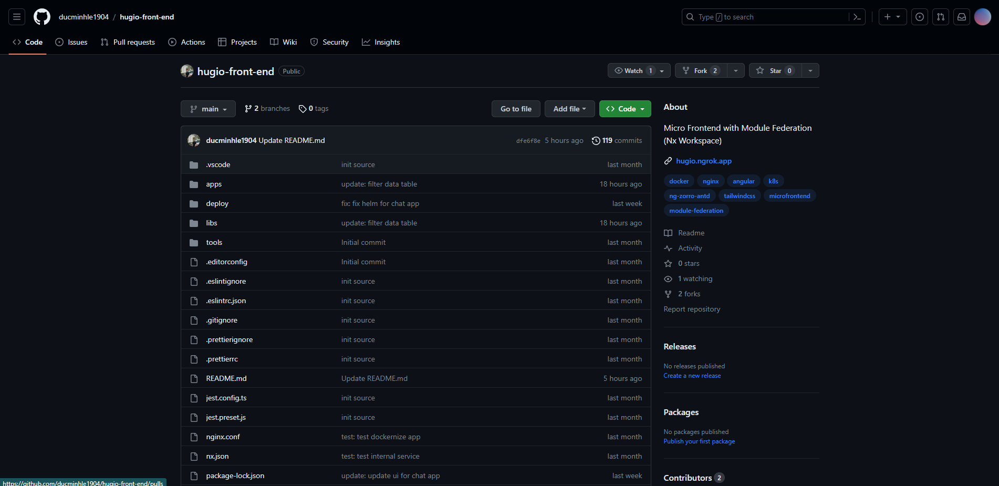 ducminhle1904 / hugio-front-end
Type / to search
Code Issues Pull requests Actions Projects Wiki Security Insights
hugio-front-end Public
Watch 1 Fork 2 Star 0
main 2 branches 0 tags
Go to file Add file Code
ducminhle1904 Update README.md dfe6f8e 5 hours ago 119 commits
.vscode init source last month
apps update: filter data table 18 hours ago
deploy fix: fix helm for chat app last week
libs update: filter data table 18 hours ago
tools Initial commit last month
.editorconfig Initial commit last month
.eslintignore init source last month
.eslintrc.json init source last month
.gitignore init source last month
.prettierignore init source last month
.prettierrc init source last month
README.md Update README.md 5 hours ago
jest.config.ts init source last month
jest.preset.js init source last month
nginx.conf test: test dockernize app last month
nx.json test: test internal service last month
package-lock.json update: update ui for chat app last week
About
Micro Frontend with Module Federation
(Nx Workspace)
hugio.ngrok.app
docker nginx angular k8s
ng-zorro-antd tailwindcss microfrontend
module-federation
Readme
Activity
0 stars
1 watching
2 forks
Report repository
Releases
No releases published
Create a new release
Packages
No packages published
Publish your first package
Contributors 2
https://github.com/ducminhle1904/hugio-front-end/pulls